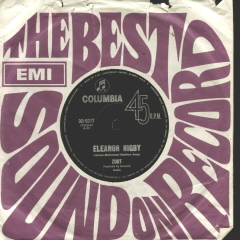 THE BEST
EMI
COLUMBIA
45
R.P.M.
ELEANOR RIGBY
ZOOT
SOUND ON RECORD